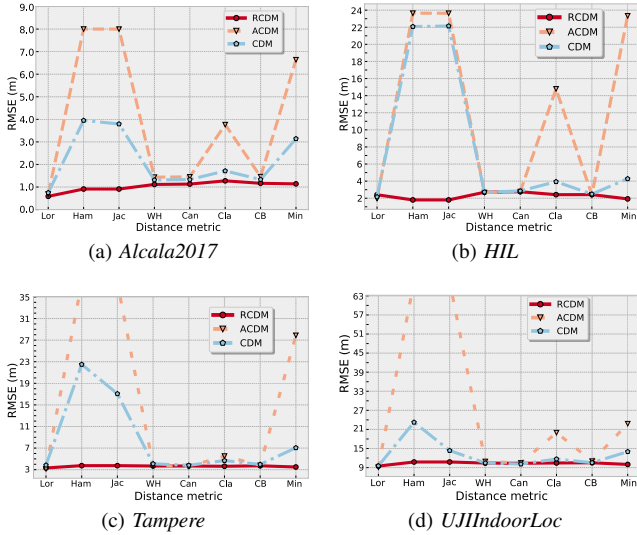 9.0
8.0
7.0
6.0
5.0
4.0
3.0
2.0
1.0
0.0
RMSE (m)
RCDM
ACDM
CDM
Lor Ham Jac WH Can Cla CB Min
Distance metric
(a) Alcala2017
24
22
20
18
16
14
12
10
8
6
4
2
RMSE (m)
RCDM
ACDM
CDM
Lor Ham Jac WH Can Cla CB Min
Distance metric
(b) HIL
35
31
27
23
19
15
11
7
3
RMSE (m)
RCDM
ACDM
CDM
Lor Ham Jac WH Can Cla CB Min
Distance metric
(c) Tampere
63
57
51
45
39
33
27
21
15
9
RMSE (m)
RCDM
ACDM
CDM
Lor Ham Jac WH Can Cla CB Min
Distance metric
(d) UJIIndoorLoc